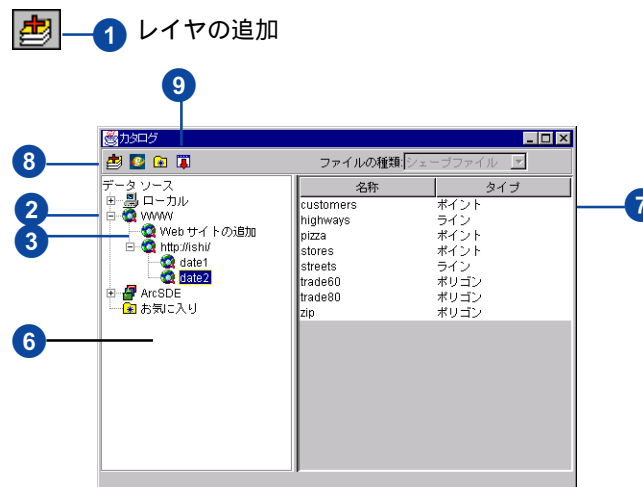 1 レイヤの追加
9
カタログ
8
ファイルの種類: シェープファイル
データ ソース
名称 タイプ
ローカル
2 WWW
3 Web サイトの追加
http://ishi/
date1
date2
ArcSDE
お気に入り
6
7
customers ポイント
highways ライン
pizza ポイント
stores ポイント
streets ライン
trade60 ポリゴン
trade80 ポリゴン
zip ポリゴン